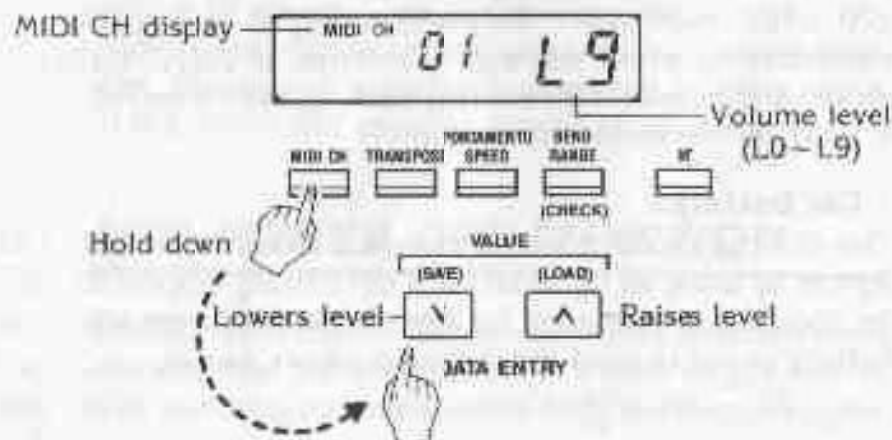 MIDI CH display
MIDI CH
01 L9
Volume level
(L0~L9)
MIDI CH TRANSPOSE PORTAMENTO SPEED BEND RANGE
(CHECK)
Hold down
VALUE
(SAVE) (LOAD)
Lowers level Raises level
DATA ENTRY